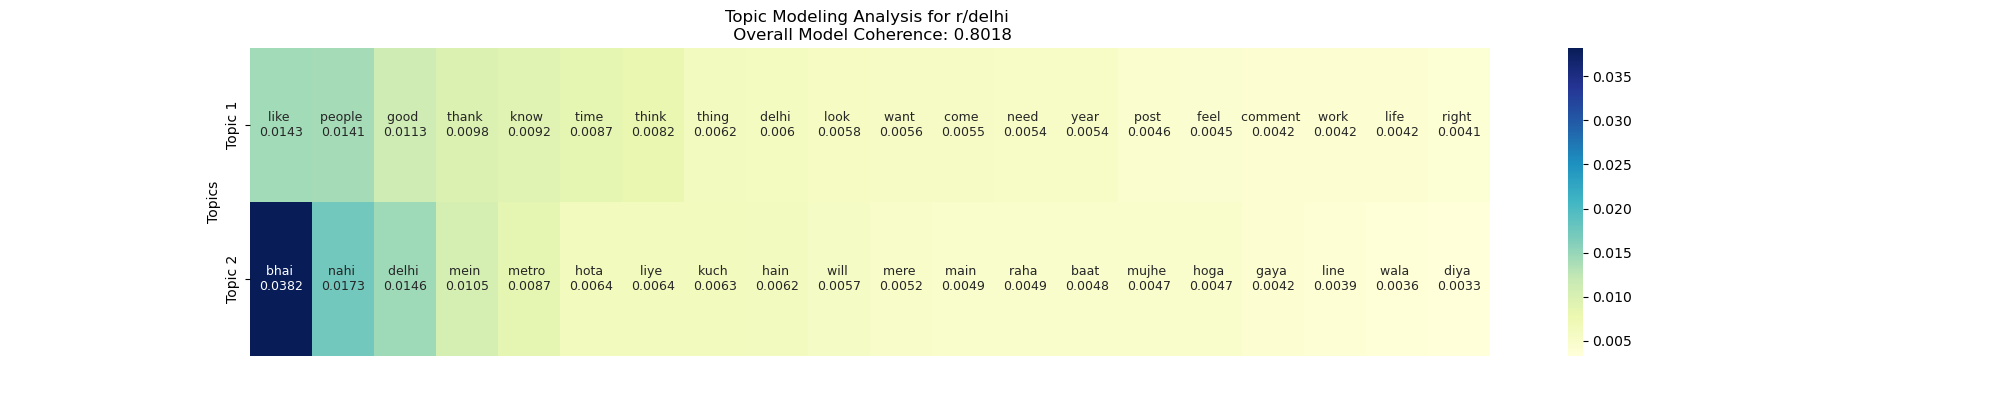 Topic Modeling Analysis for r/delhi
Overall Model Coherence: 0.8018
Topics
Topic 1
like people good thank know time think thing delhi look want come need year post feel comment work life right
0.0143 0.0141 0.0113 0.0098 0.0092 0.0087 0.0082 0.0062 0.006 0.0058 0.0056 0.0055 0.0054 0.0054 0.0046 0.0045 0.0042 0.0042 0.0042 0.0041
Topic 2
bhai nahi delhi mein metro hota liye kuch hain will mere main raha baat mujhe hoga gaya line wala diya
0.0382 0.0173 0.0146 0.0105 0.0087 0.0064 0.0064 0.0063 0.0062 0.0057 0.0052 0.0049 0.0049 0.0048 0.0047 0.0047 0.0042 0.0039 0.0036 0.0033
0.035
0.030
0.025
0.020
0.015
0.010
0.005